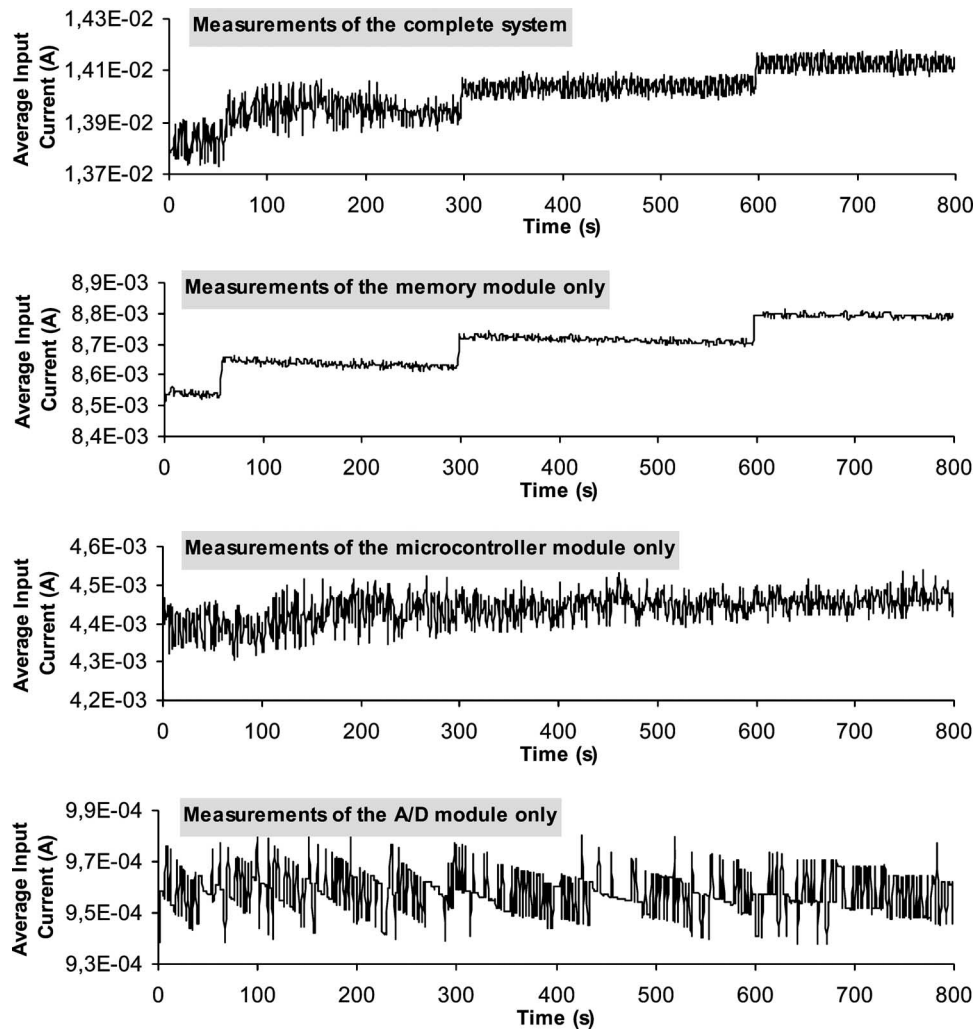 Measurements of the complete system
Average Input
Current (A)
1,43E-02
1,41E-02
1,39E-02
1,37E-02
0 100 200 300 400 500 600 700 800
Time (s)
Measurements of the memory module only
Average Input
Current (A)
8,9E-03
8,8E-03
8,7E-03
8,6E-03
8,5E-03
8,4E-03
0 100 200 300 400 500 600 700 800
Time (s)
Measurements of the microcontroller module only
Average Input
Current (A)
4,6E-03
4,5E-03
4,4E-03
4,3E-03
4,2E-03
0 100 200 300 400 500 600 700 800
Time (s)
Measurements of the A/D module only
Average Input
Current (A)
9,9E-04
9,7E-04
9,5E-04
9,3E-04
0 100 200 300 400 500 600 700 800
Time (s)